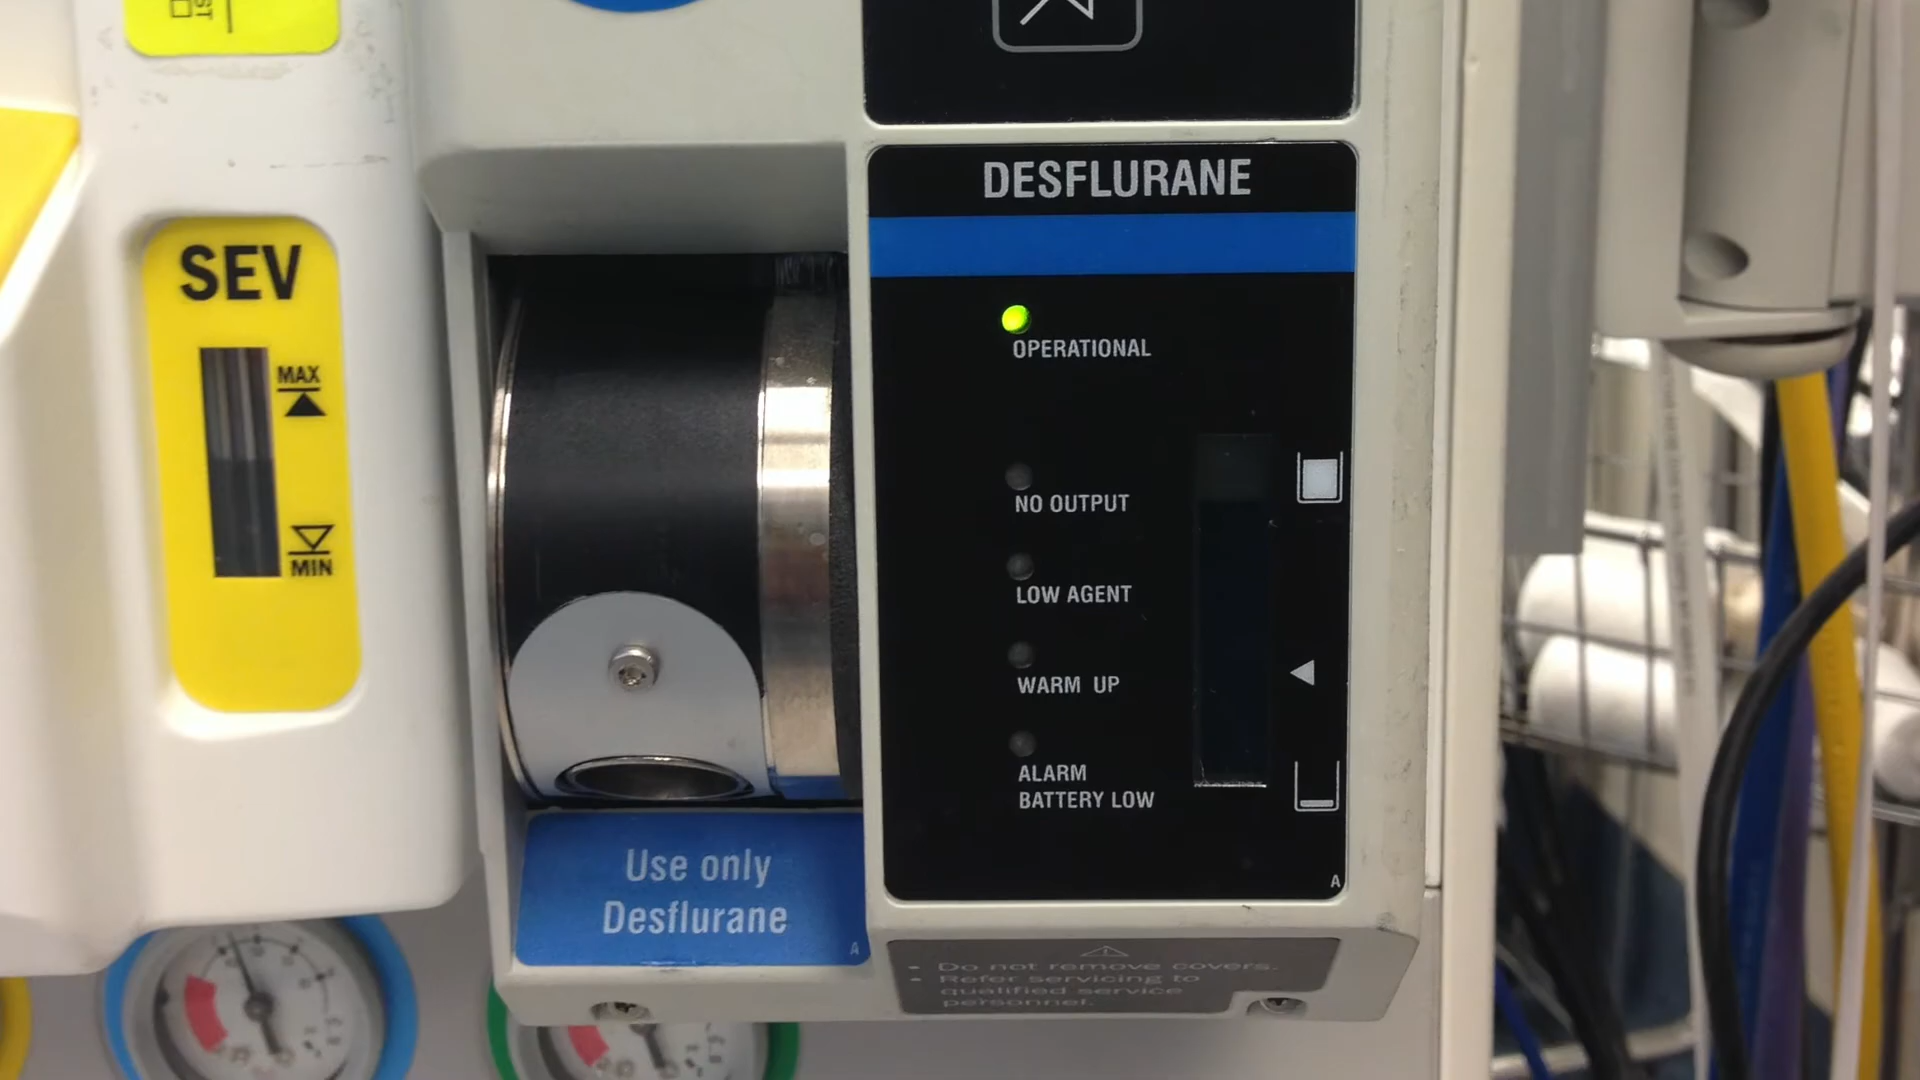 SEV
MAX
MIN
DESFLURANE
OPERATIONAL
NO OUTPUT
LOW AGENT
WARM UP
ALARM
BATTERY LOW
A
Use only
Desflurane
A
• Do not remove covers.
• Refer servicing to
qualified service
personnel.